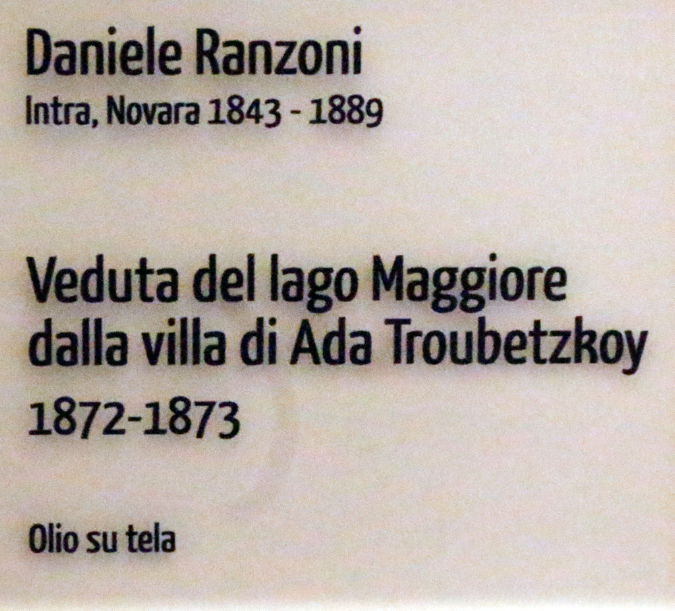 Daniele Ranzoni
Intra, Novara 1843 - 1889
Veduta del lago Maggiore
dalla villa di Ada Troubetzkoy
1872-1873
Olio su tela